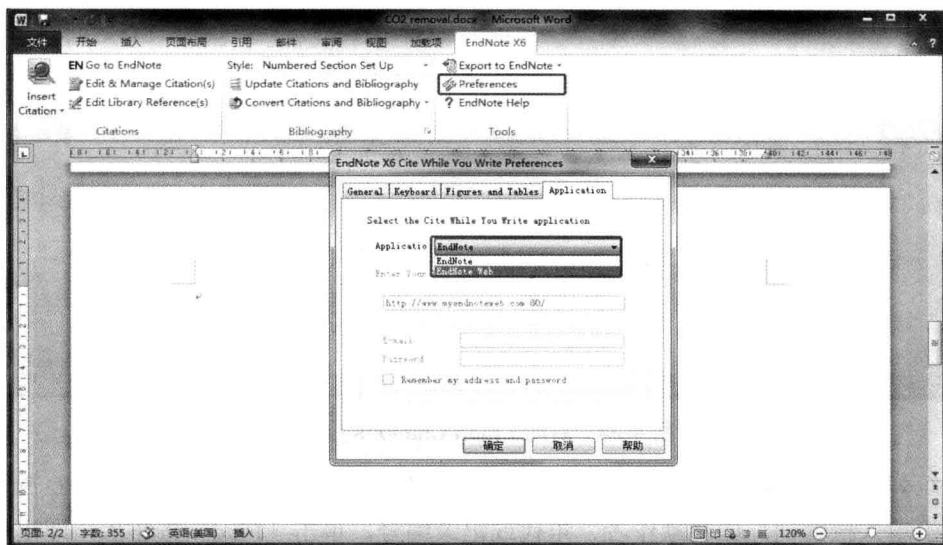 CO2 removal.docx - Microsoft Word
文件 开始 插入 页面布局 引用 邮件 审阅 视图 加载项 EndNote X6
EN Go to EndNote Style: Numbered Section Set Up Export to EndNote
Insert Citation Edit & Manage Citation(s) Update Citations and Bibliography Preferences
Edit Library Reference(s) Convert Citations and Bibliography ? EndNote Help
Citations Bibliography Tools
EndNote X6 Cite While You Write Preferences
General Keyboard Figures and Tables Application
Select the Cite While You Write application
Applicatio EndNote
EndNote
Enter Your EndNote Web
http://www.myendnoteweb.com:80/
E-mail
Password
Remember my address and password
确定 取消 帮助
页面: 2/2 字数: 355 英语(美国) 插入 120%